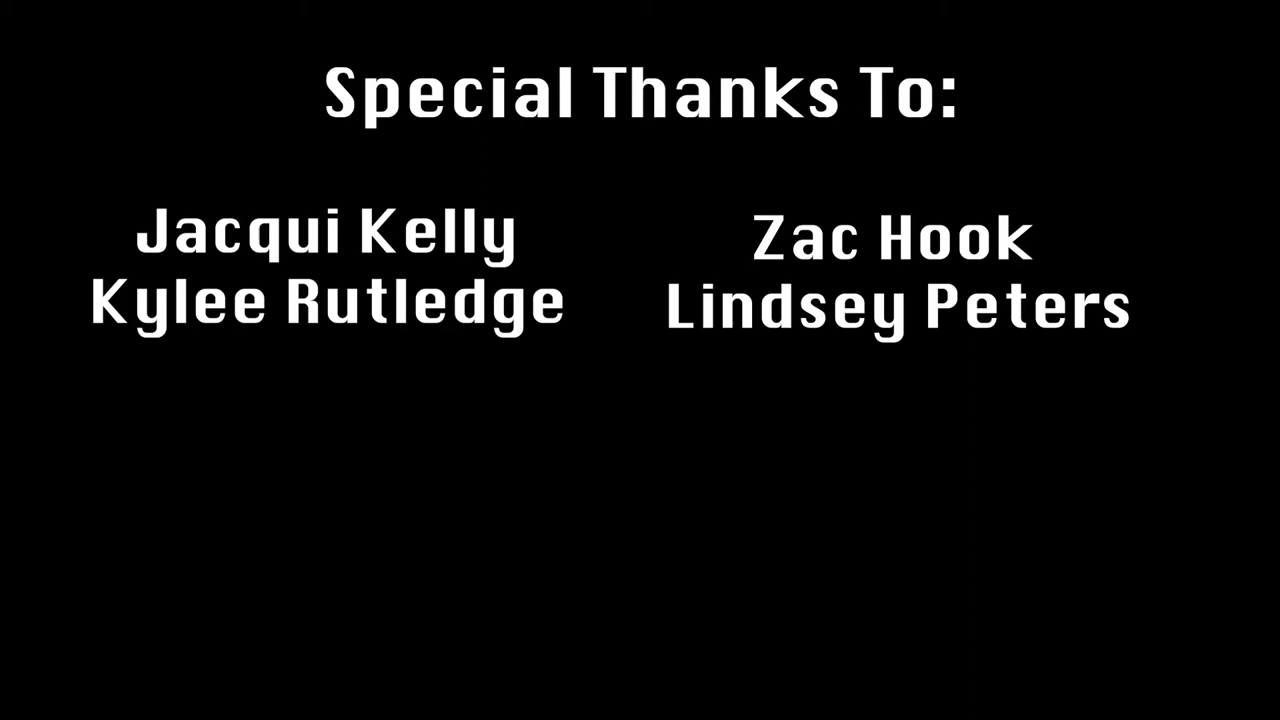 Special Thanks To:
Jacqui Kelly
Kylee Rutledge
Zac Hook
Lindsey Peters